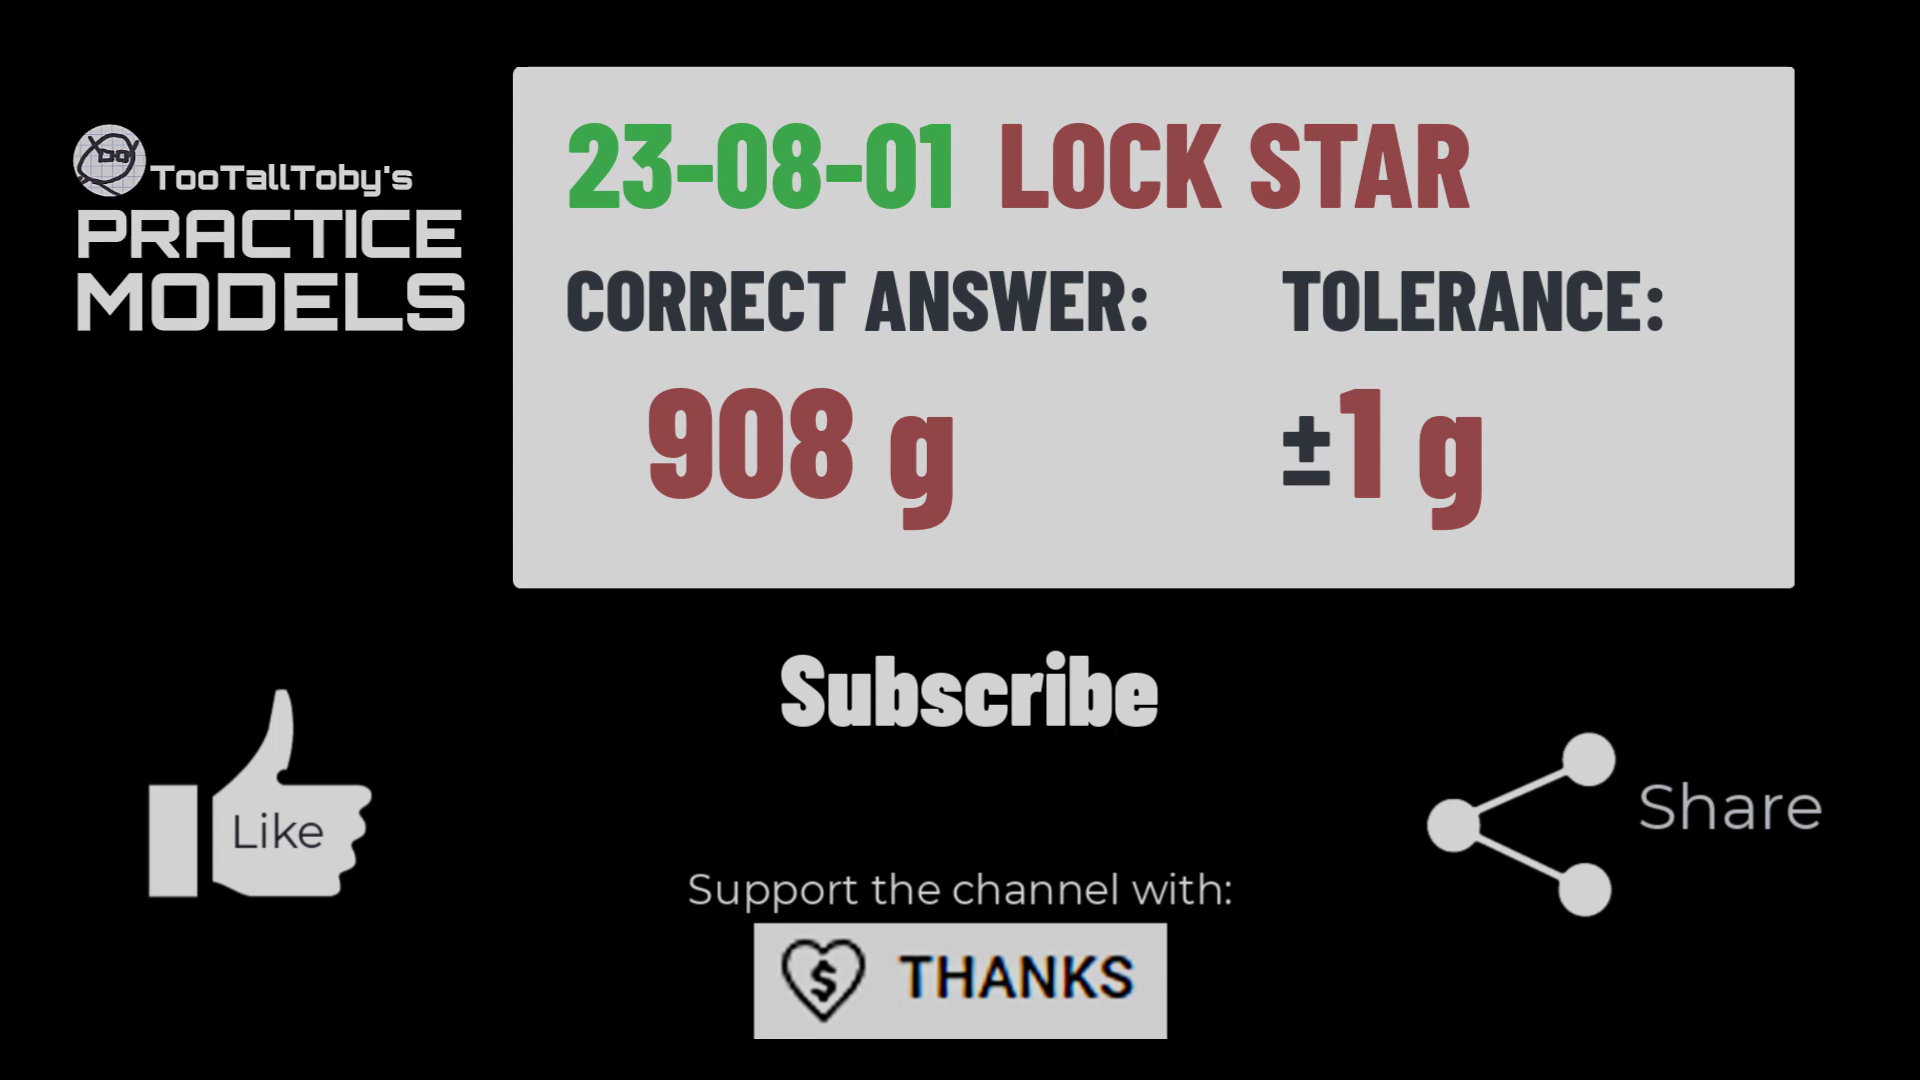 TooTallToby's
PRACTICE
MODELS
23-08-01 LOCK STAR
CORRECT ANSWER: TOLERANCE:
908 g ±1 g
Subscribe
Like
Share
Support the channel with:
$ THANKS